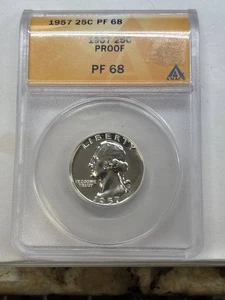 1957 25C PF 68
1957 25C
PROOF
PF 68
LIBERTY
IN GOD WE
TRUST
1957